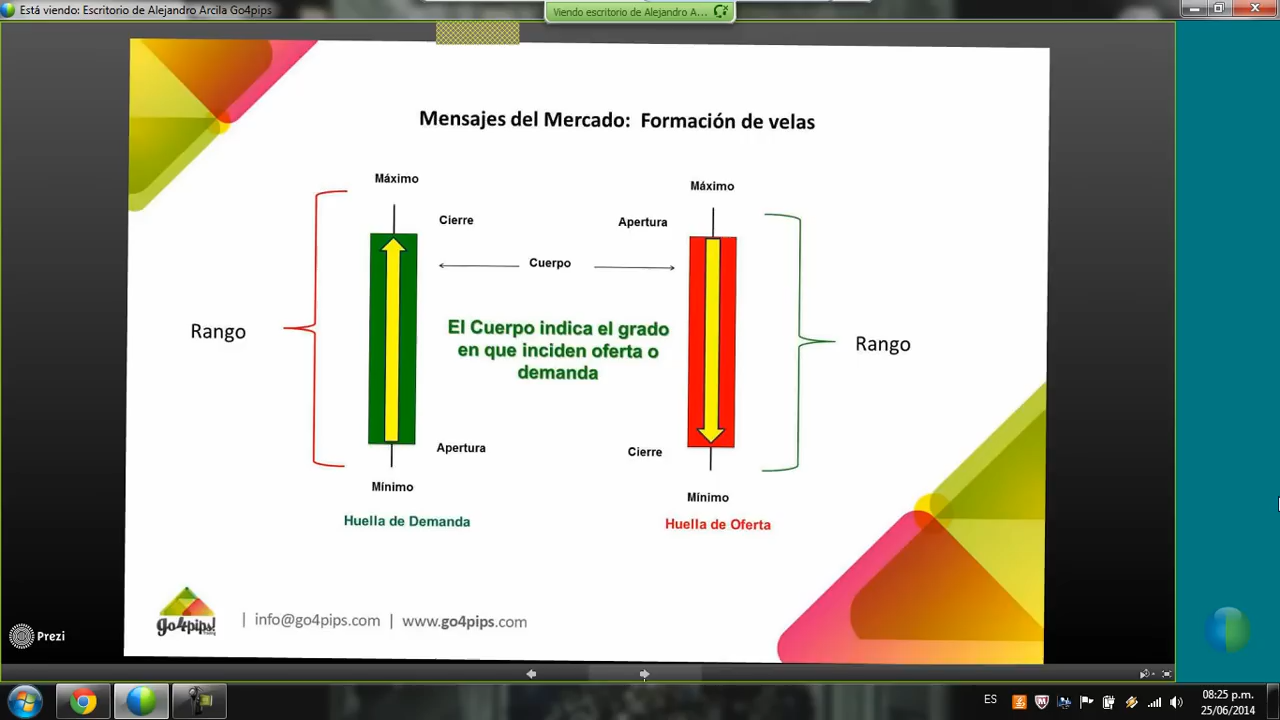 Está viendo: Escritorio de Alejandro Arcila Go4pips
Viendo escritorio de Alejandro A...
Mensajes del Mercado: Formación de velas
Máximo
Máximo
Cierre
Apertura
Cuerpo
Rango
El Cuerpo indica el grado
en que inciden oferta o
demanda
Rango
Apertura
Cierre
Mínimo
Mínimo
Huella de Demanda
Huella de Oferta
go4pips!
| info@go4pips.com | www.go4pips.com
Prezi
ES
08:25 p.m.
25/06/2014